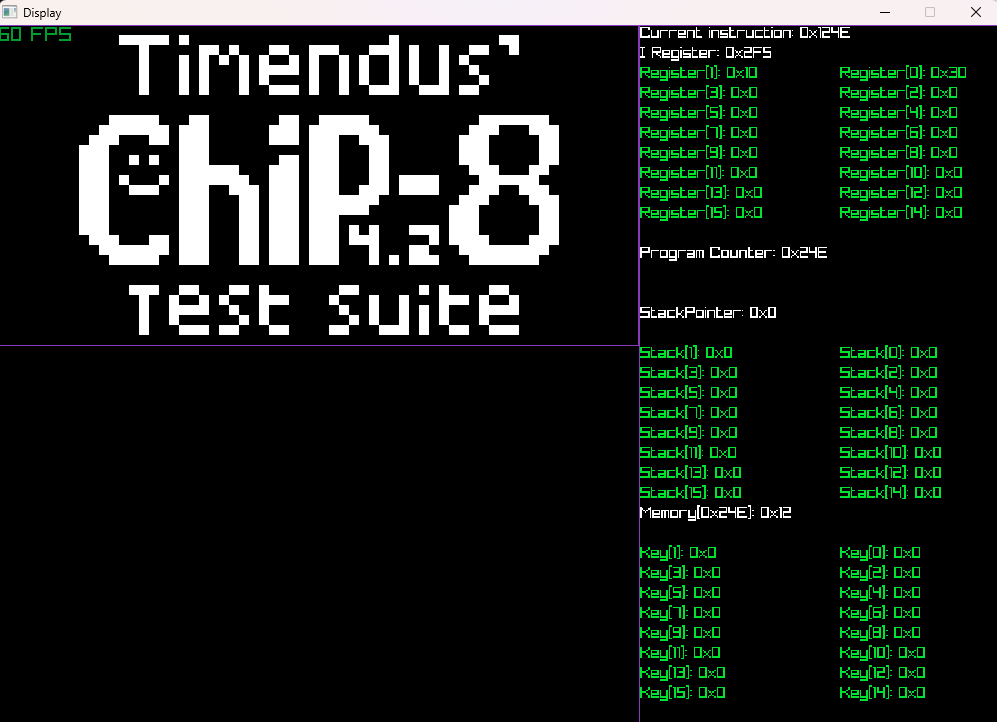 Display
60 FPS
Timendus'
Chip-8
4.2
Test suite
Current instruction: 0x124E
I Register: 0x2F5
Register[1]: 0x10 Register[0]: 0x30
Register[3]: 0x0 Register[2]: 0x0
Register[5]: 0x0 Register[4]: 0x0
Register[7]: 0x0 Register[6]: 0x0
Register[9]: 0x0 Register[8]: 0x0
Register[11]: 0x0 Register[10]: 0x0
Register[13]: 0x0 Register[12]: 0x0
Register[15]: 0x0 Register[14]: 0x0
Program Counter: 0x24E
StackPointer: 0x0
Stack[1]: 0x0 Stack[0]: 0x0
Stack[3]: 0x0 Stack[2]: 0x0
Stack[5]: 0x0 Stack[4]: 0x0
Stack[7]: 0x0 Stack[6]: 0x0
Stack[9]: 0x0 Stack[8]: 0x0
Stack[11]: 0x0 Stack[10]: 0x0
Stack[13]: 0x0 Stack[12]: 0x0
Stack[15]: 0x0 Stack[14]: 0x0
Memory[0x24E]: 0x12
Key[1]: 0x0 Key[0]: 0x0
Key[3]: 0x0 Key[2]: 0x0
Key[5]: 0x0 Key[4]: 0x0
Key[7]: 0x0 Key[6]: 0x0
Key[9]: 0x0 Key[8]: 0x0
Key[11]: 0x0 Key[10]: 0x0
Key[13]: 0x0 Key[12]: 0x0
Key[15]: 0x0 Key[14]: 0x0